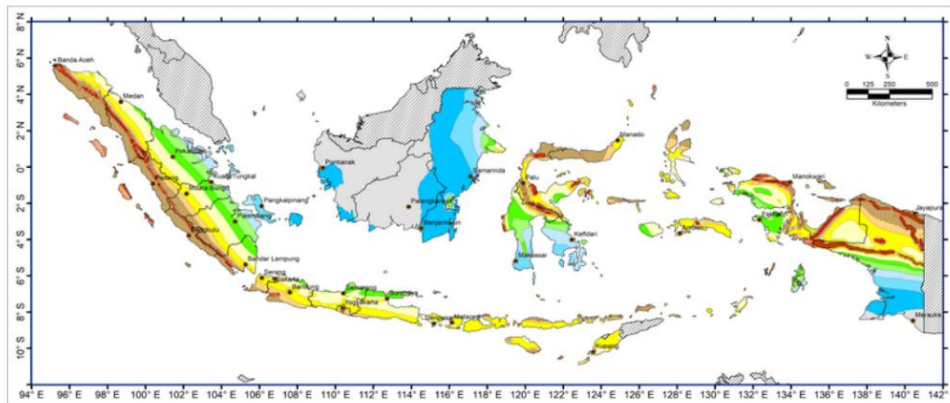 8° N
6° N
4° N
2° N
0°
2° S
4° S
6° S
8° S
10° S
N
W E
S
0 125 250 500
Kilometers
Banda Aceh
Medan
Manado
Pontianak
Samarinda
Palu
Manokwari
Padang
Muara Bungo
Pangkalpinang
Palangkaraya
Jayapura
Palembang
Banjarmasin
Bengkulu
Kendari
Makassar
Bandar Lampung
Serang
Jakarta
Bandung
Semarang
Surabaya
Yogyakarta
Mataram
Kupang
Merauke
94° E 96° E 98° E 100° E 102° E 104° E 106° E 108° E 110° E 112° E 114° E 116° E 118° E 120° E 122° E 124° E 126° E 128° E 130° E 132° E 134° E 136° E 138° E 140° E 142° E